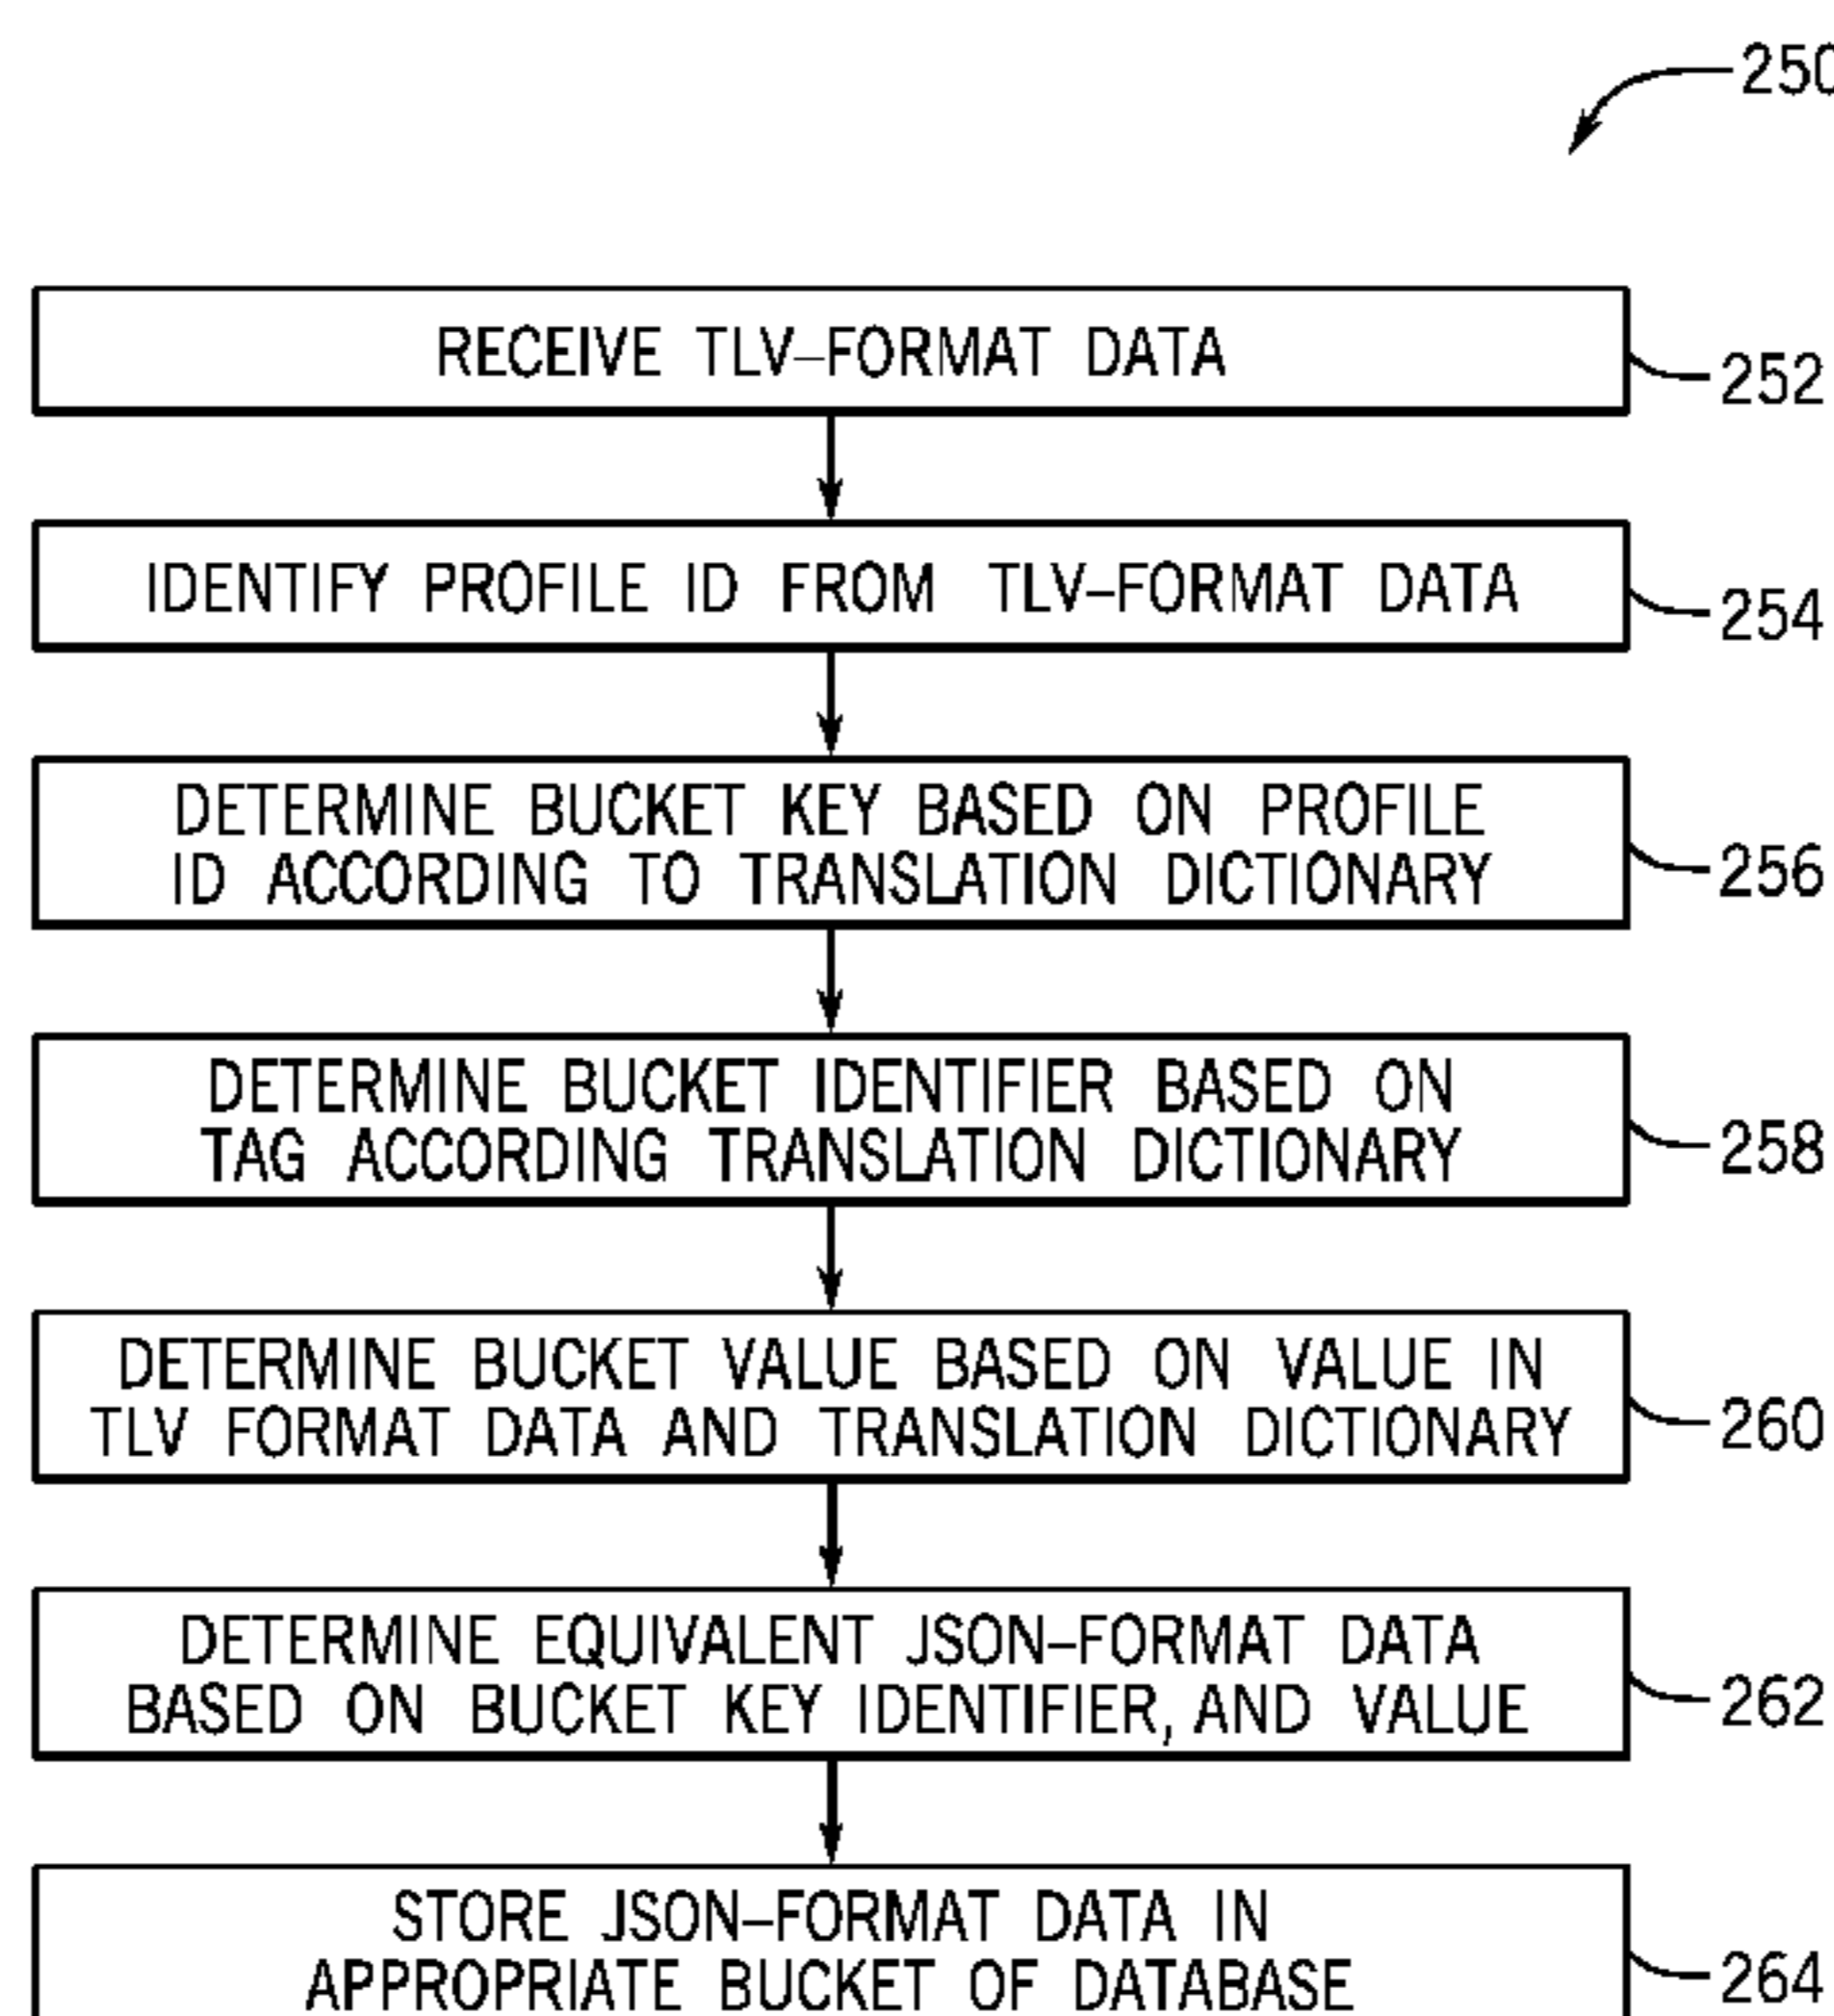 250
RECEIVE TLV–FORMAT DATA
252
IDENTIFY PROFILE ID FROM TLV–FORMAT DATA
254
DETERMINE BUCKET KEY BASED ON PROFILE
ID ACCORDING TO TRANSLATION DICTIONARY
256
DETERMINE BUCKET IDENTIFIER BASED ON
TAG ACCORDING TRANSLATION DICTIONARY
258
DETERMINE BUCKET VALUE BASED ON VALUE IN
TLV FORMAT DATA AND TRANSLATION DICTIONARY
260
DETERMINE EQUIVALENT JSON–FORMAT DATA
BASED ON BUCKET KEY IDENTIFIER, AND VALUE
262
STORE JSON–FORMAT DATA IN
APPROPRIATE BUCKET OF DATABASE
264